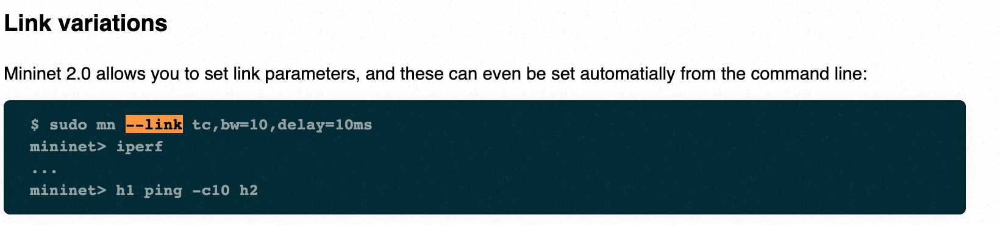 Link variations
Mininet 2.0 allows you to set link parameters, and these can even be set automatially from the command line:
$ sudo mn --link tc,bw=10,delay=10ms
mininet> iperf
...
mininet> h1 ping -c10 h2